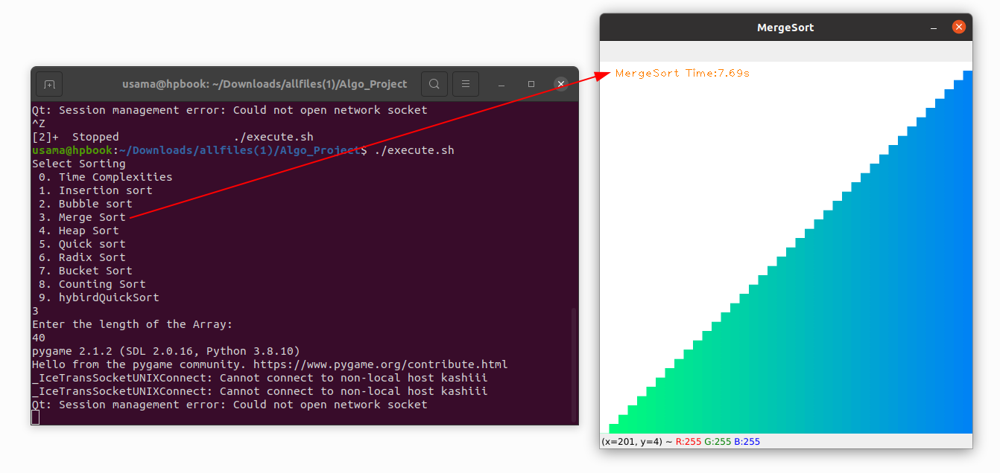 usama@hpbook: ~/Downloads/allfiles(1)/Algo_Project
Qt: Session management error: Could not open network socket
^Z
[2]+  Stopped                 ./execute.sh
usama@hpbook:~/Downloads/allfiles(1)/Algo_Project$ ./execute.sh
Select Sorting
 0. Time Complexities
 1. Insertion sort
 2. Bubble sort
 3. Merge Sort
 4. Heap Sort
 5. Quick sort
 6. Radix Sort
 7. Bucket Sort
 8. Counting Sort
 9. hybirdQuickSort
3
Enter the length of the Array:
40
pygame 2.1.2 (SDL 2.0.16, Python 3.8.10)
Hello from the pygame community. https://www.pygame.org/contribute.html
_IceTransSocketUNIXConnect: Cannot connect to non-local host kashiii
_IceTransSocketUNIXConnect: Cannot connect to non-local host kashiii
Qt: Session management error: Could not open network socket
MergeSort
MergeSort Time:7.69s
(x=201, y=4) ~ R:255 G:255 B:255